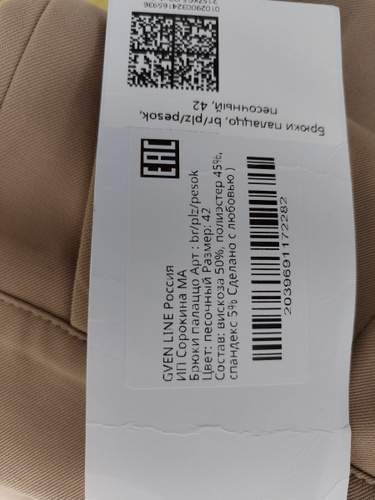 GVEN LINE Россия
ИП Сорокина МА
Брюки палаццо Арт : br/plz/pesok
Цвет: песочный Размер: 42
Состав: вискоза 50%, полиэстер 45%,
спандекс 5% Сделано с любовью )
2039691172282
EAC
Брюки палаццо, br/plz/pesok,
песочный, 42